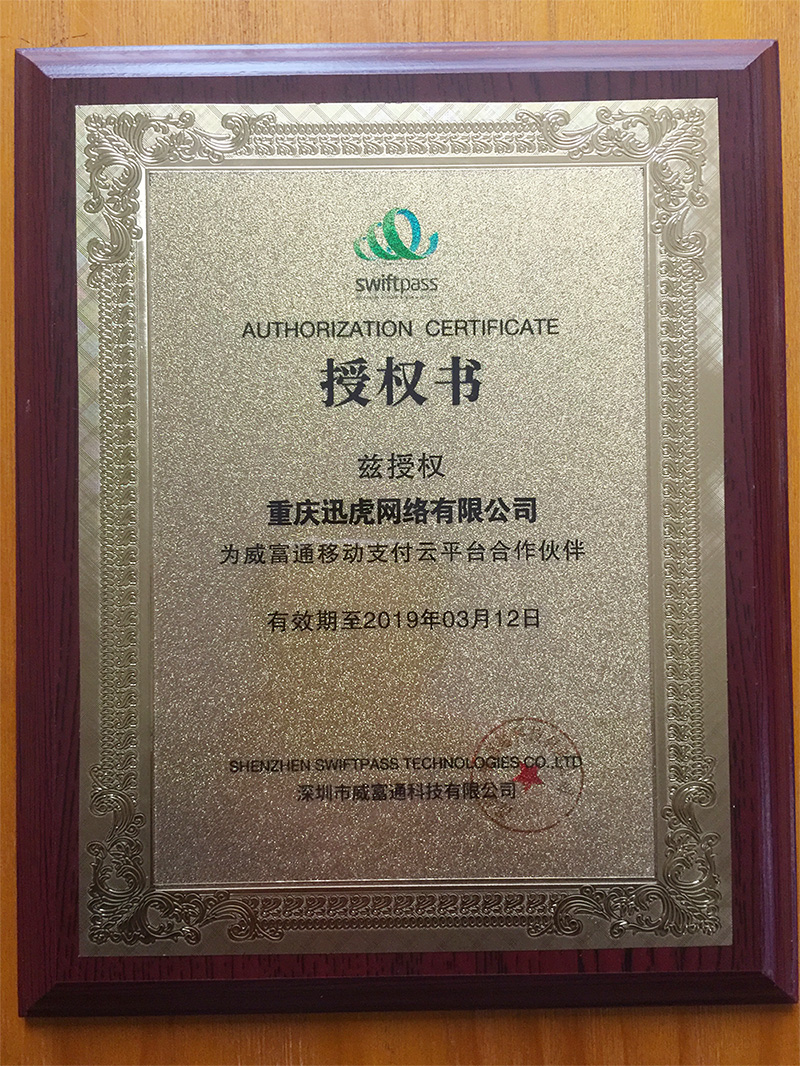 swiftpass
AUTHORIZATION CERTIFICATE
授权书
兹授权
重庆迅虎网络有限公司
为威富通移动支付云平台合作伙伴
有效期至2019年03月12日
SHENZHEN SWIFTPASS TECHNOLOGIES CO.,LTD
深圳市威富通科技有限公司